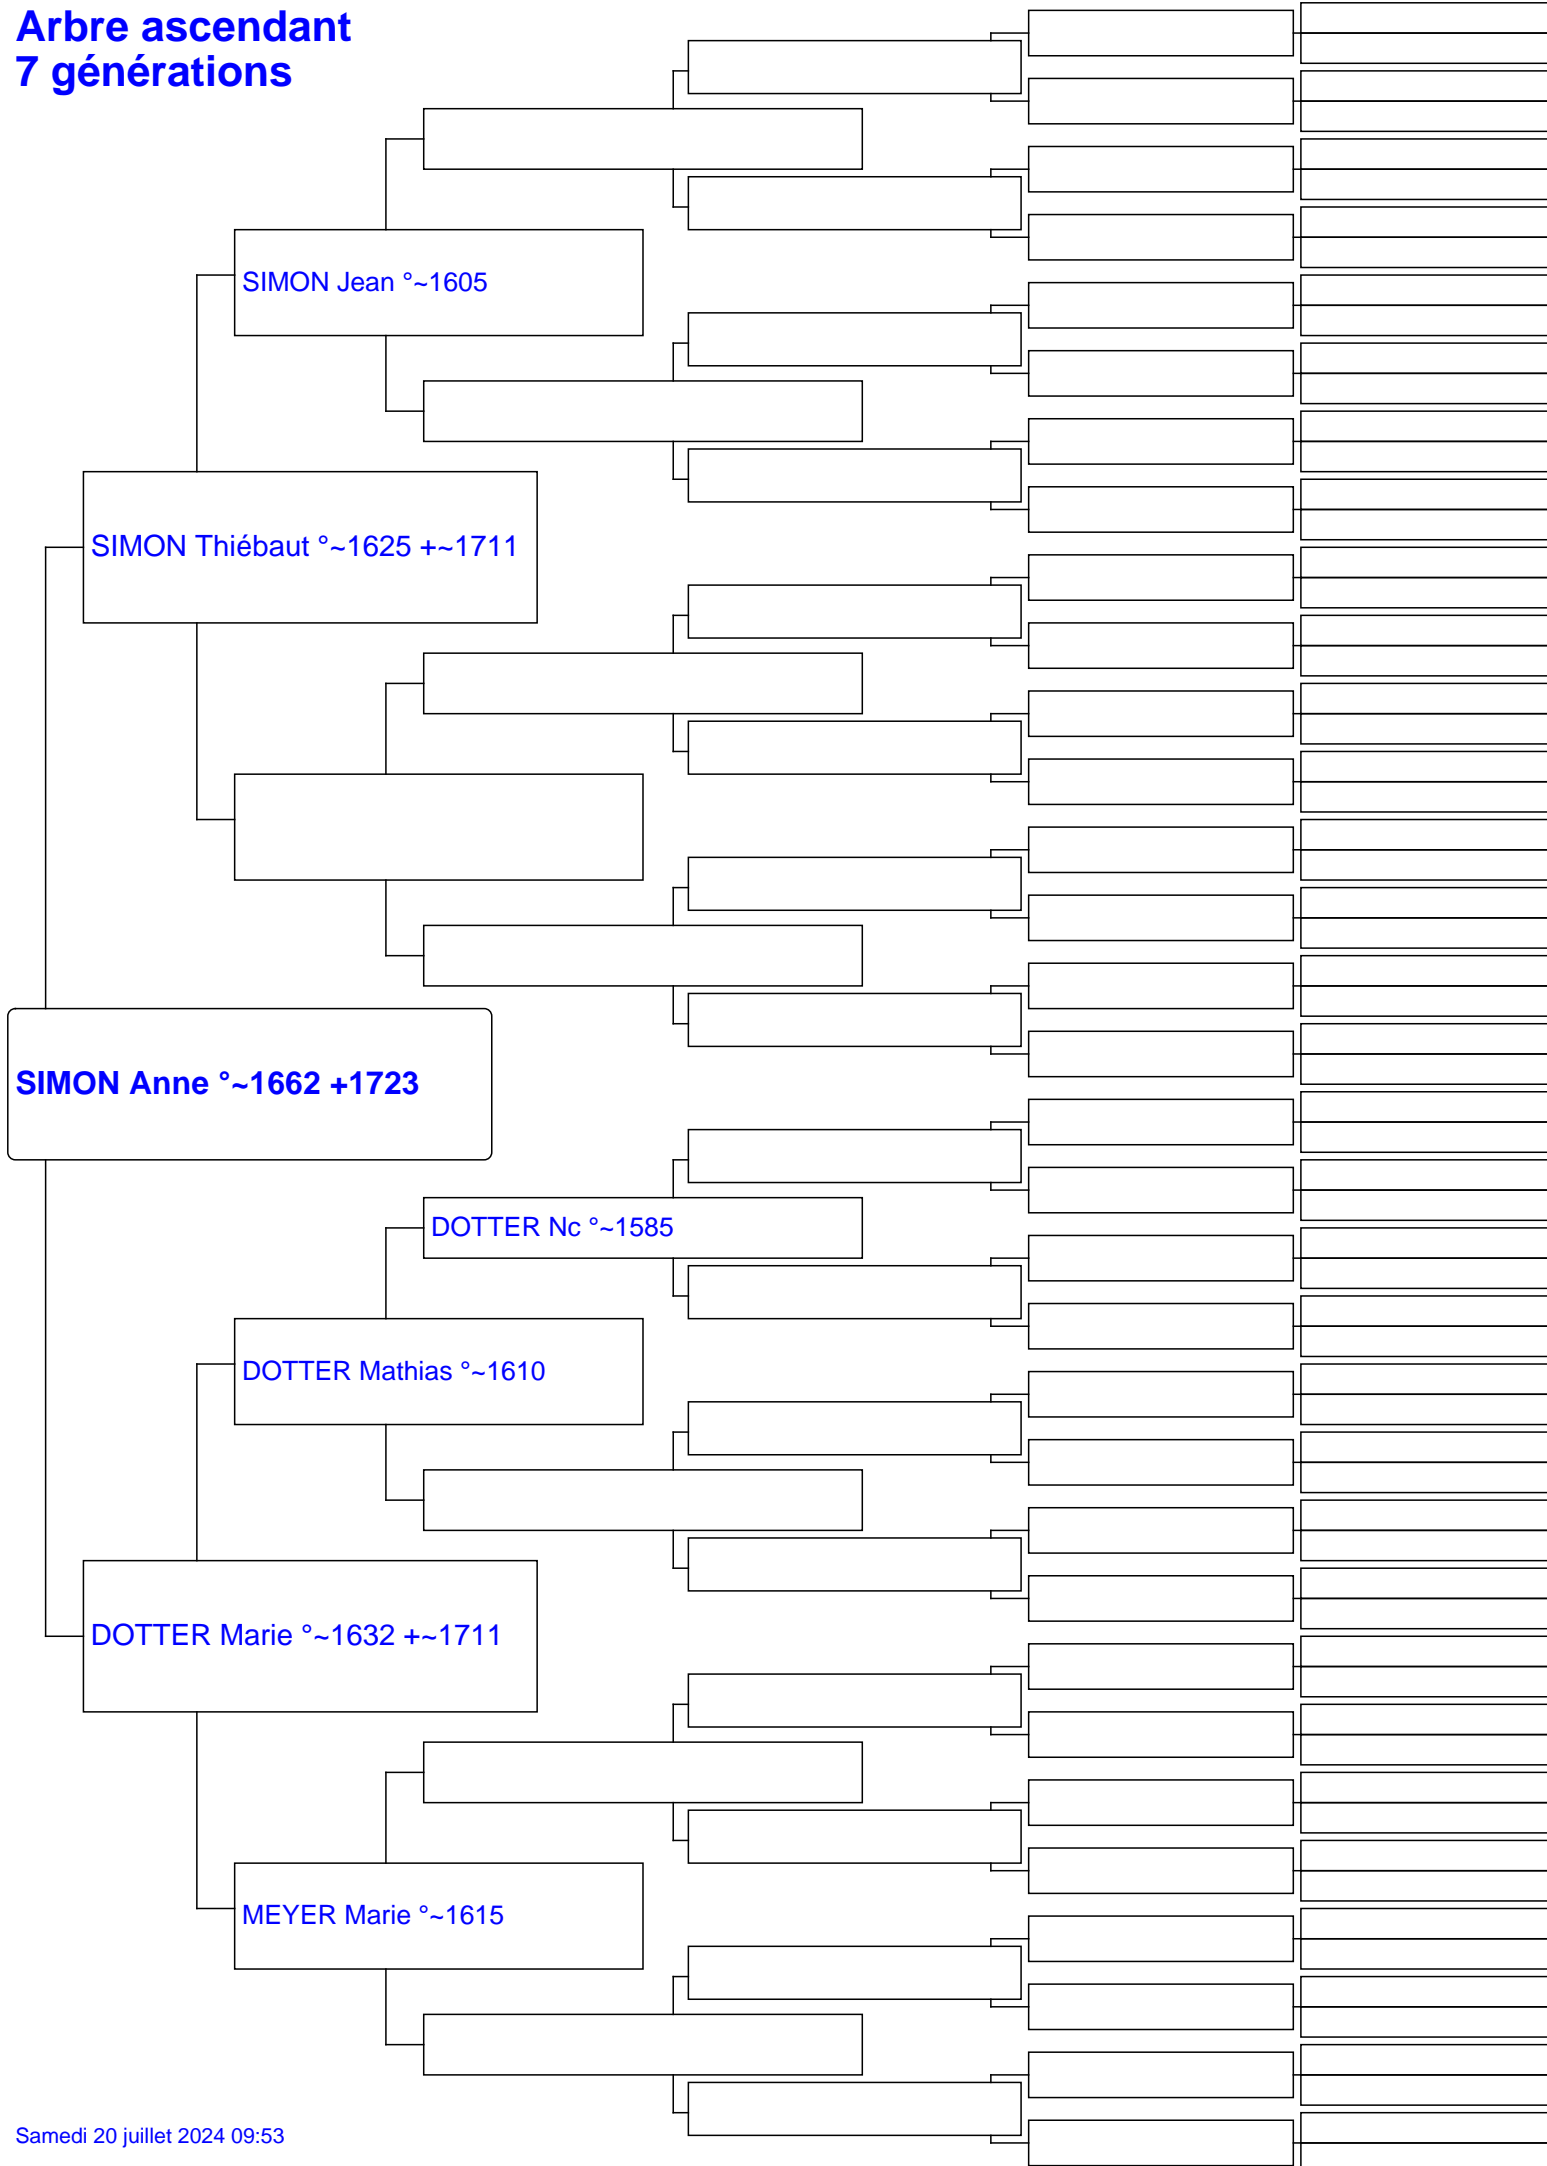 Arbre ascendant
7 générations
SIMON Jean °~1605
SIMON Thiébaut °~1625 +~1711
SIMON Anne °~1662 +1723
DOTTER Nc °~1585
DOTTER Mathias °~1610
DOTTER Marie °~1632 +~1711
MEYER Marie °~1615
Samedi 20 juillet 2024 09:53